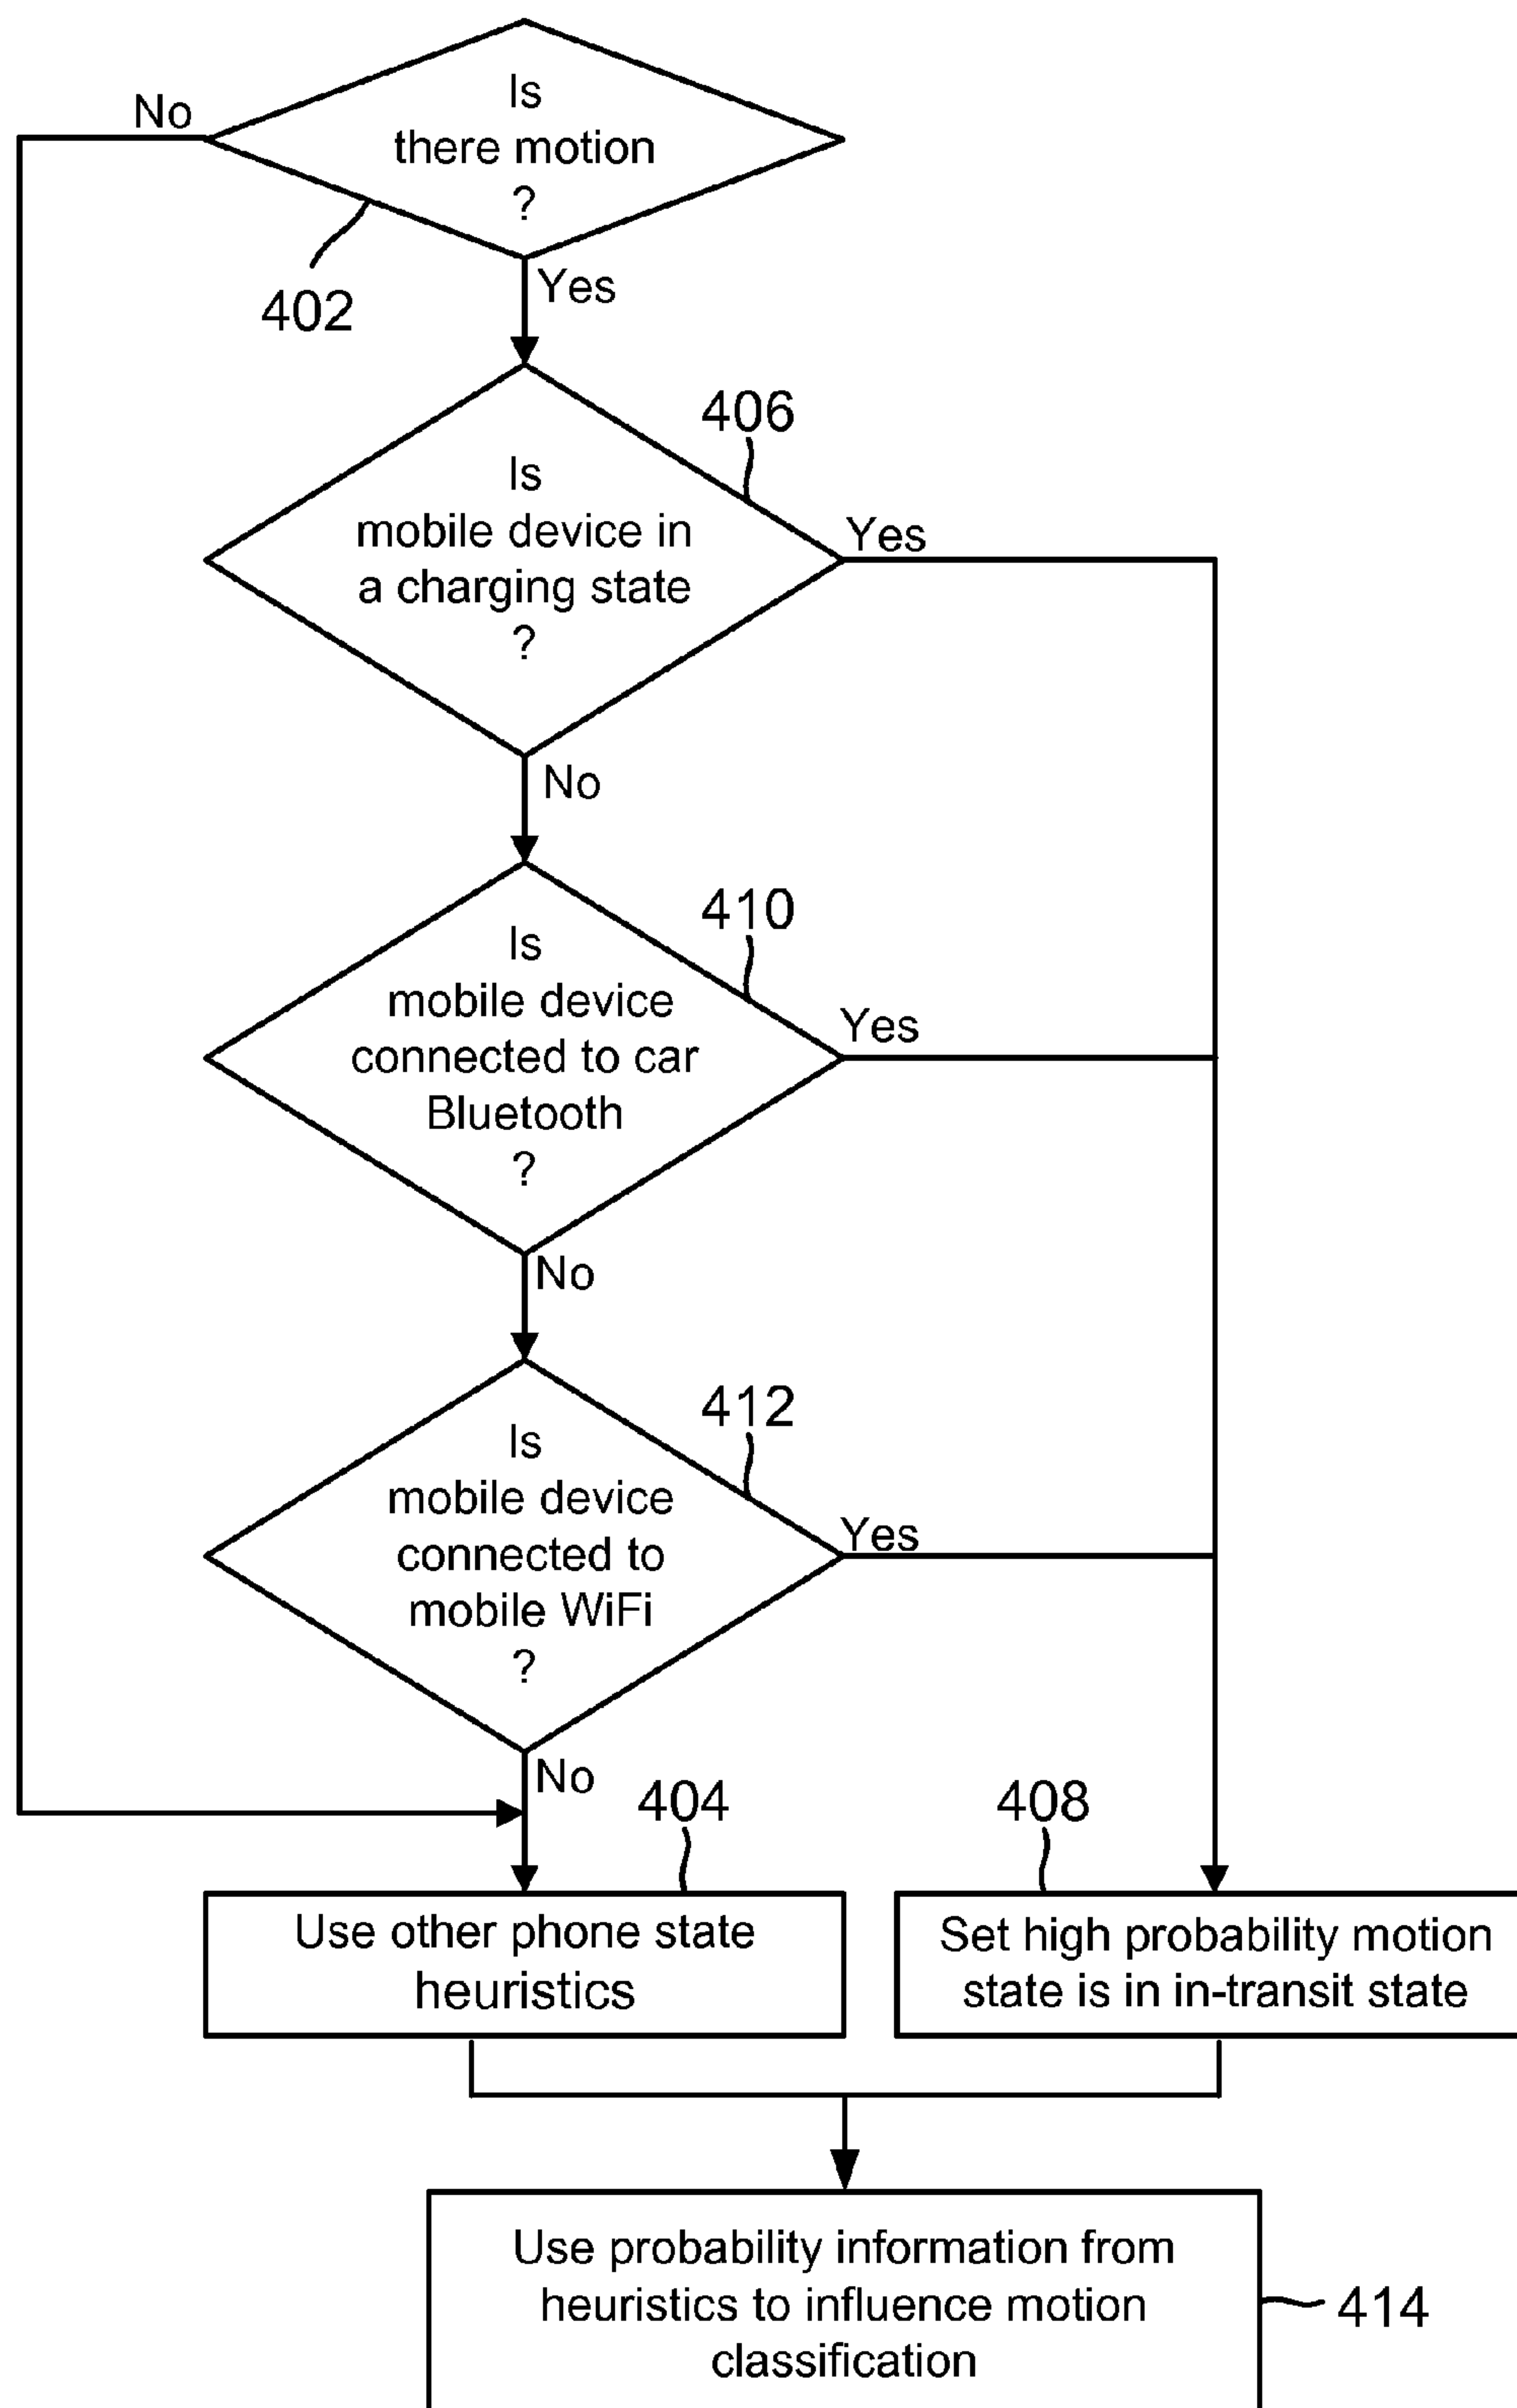 Is
there motion
?
No
Yes
402
406
Is
mobile device in
a charging state
?
Yes
No
410
Is
mobile device
connected to car
Bluetooth
?
Yes
No
412
Is
mobile device
connected to
mobile WiFi
?
Yes
No
404
408
Use other phone state
heuristics
Set high probability motion
state is in in-transit state
Use probability information from
heuristics to influence motion
classification
414